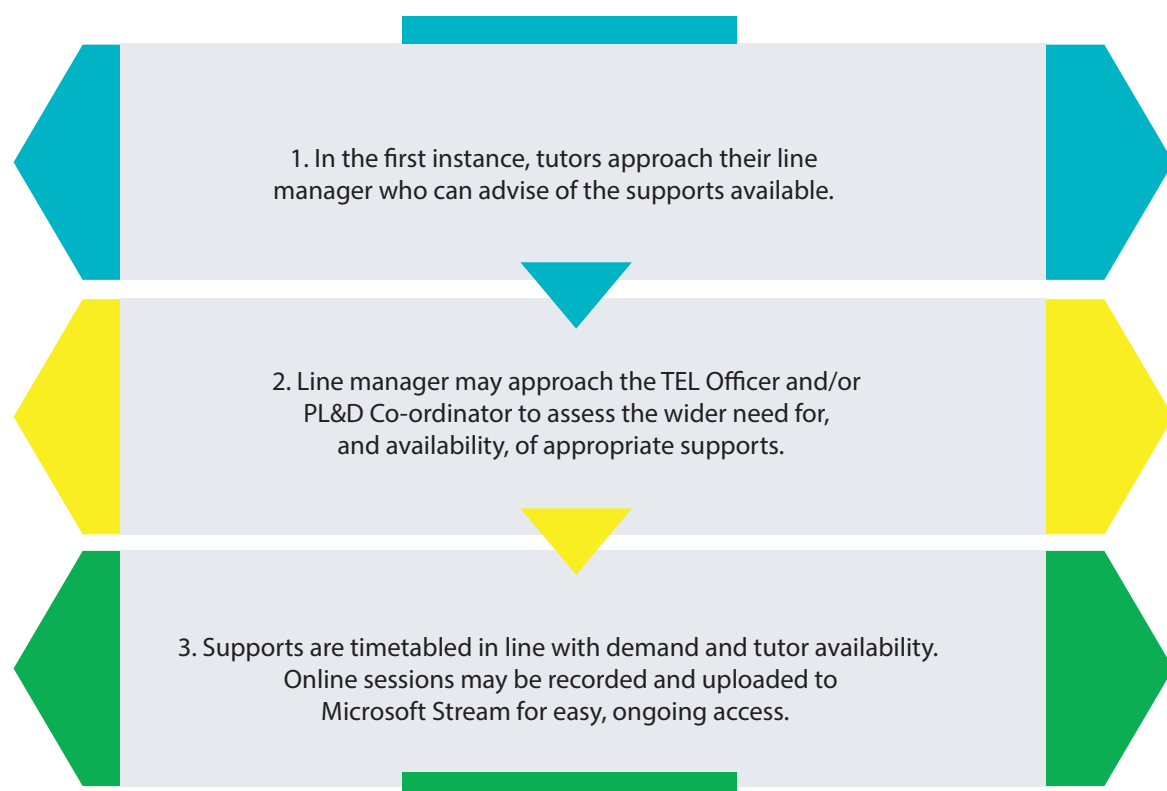 1. In the first instance, tutors approach their line
manager who can advise of the supports available.
2. Line manager may approach the TEL Officer and/or
PL&D Co-ordinator to assess the wider need for,
and availability, of appropriate supports.
3. Supports are timetabled in line with demand and tutor availability.
Online sessions may be recorded and uploaded to
Microsoft Stream for easy, ongoing access.